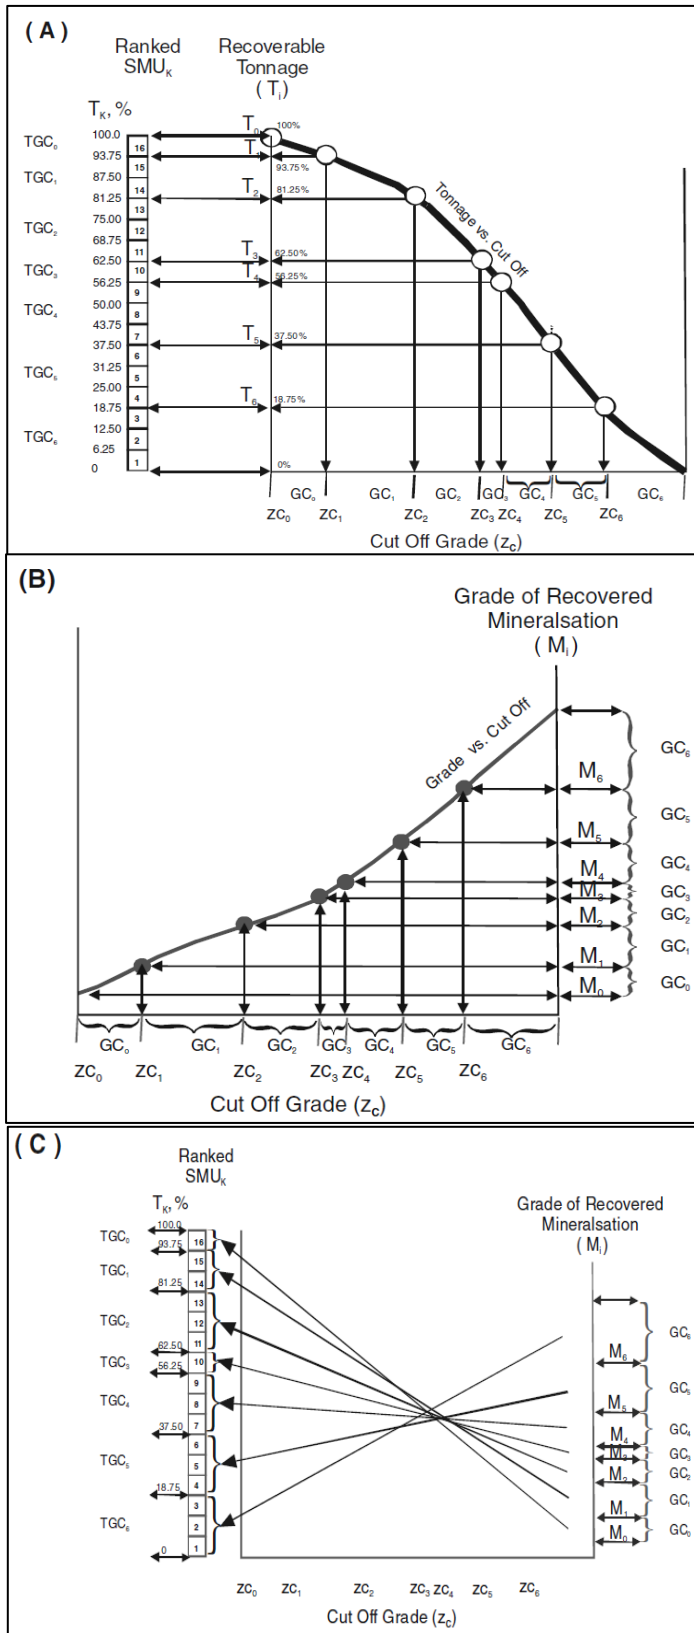 ( A )
Ranked
SMUK
Recoverable
Tonnage
( Ti )
TK, %
TGC0
TGC1
TGC2
TGC3
TGC4
TGC5
TGC6
100.0
93.75
87.50
81.25
75.00
68.75
62.50
56.25
50.00
43.75
37.50
31.25
25.00
18.75
12.50
6.25
0
16
15
14
13
12
11
10
9
8
7
6
5
4
3
2
1
T0 100%
T1 93.75%
T2 81.25%
T3 62.50%
T4 56.25%
T5 37.50%
T6 18.75%
0%
Tonnage vs. Cut Off
GC0 GC1 GC2 GC3 GC4 GC5 GC6
ZC0 ZC1 ZC2 ZC3 ZC4 ZC5 ZC6
Cut Off Grade (zc)
(B)
Grade of Recovered
Mineralisation
( Mi )
Grade vs. Cut Off
M6
M5
M4
M3
M2
M1
M0
GC6
GC5
GC4
GC3
GC2
GC1
GC0
GC0 GC1 GC2 GC3 GC4 GC5 GC6
ZC0 ZC1 ZC2 ZC3 ZC4 ZC5 ZC6
Cut Off Grade (zc)
( C )
Ranked
SMUK
TK, %
Grade of Recovered
Mineralisation
( Mi )
TGC0
TGC1
TGC2
TGC3
TGC4
TGC5
TGC6
100.0
93.75
81.25
62.50
56.25
37.50
18.75
0
16
15
14
13
12
11
10
9
8
7
6
5
4
3
2
1
M6
M5
M4
M3
M2
M1
M0
GC6
GC5
GC4
GC3
GC2
GC1
GC0
ZC0 ZC1 ZC2 ZC3 ZC4 ZC5 ZC6
Cut Off Grade (zc)